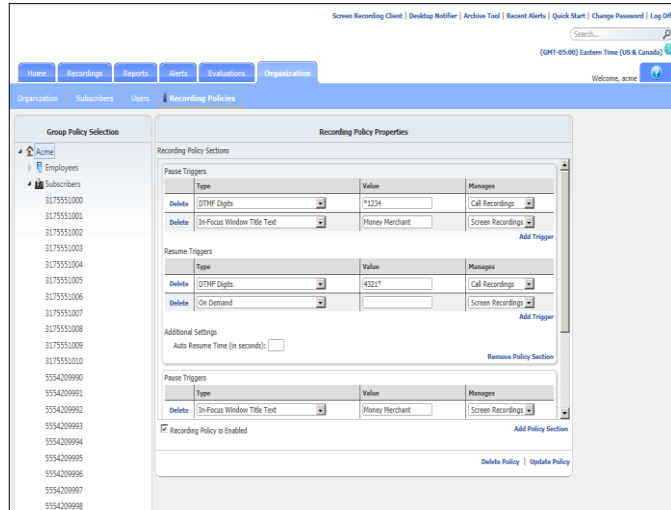 Screen Recording Client | Desktop Notifier | Archive Tool | Recent Alerts | Quick Start | Change Password | Log Off
Search...
(GMT-05:00) Eastern Time (US & Canada)
Home Recordings Reports Alerts Evaluations Organization
Welcome, acme
Organization Subscribers Users Recording Policies
Group Policy Selection
Acme
Employees
Subscribers
3175551000
3175551001
3175551002
3175551003
3175551004
3175551005
3175551006
3175551007
3175551008
3175551009
3175551010
5554209990
5554209991
5554209992
5554209993
5554209994
5554209995
5554209996
5554209997
5554209998
Recording Policy Properties
Recording Policy Sections
Pause Triggers
Type Value Manages
Delete DTMF Digits *1234 Call Recordings
Delete In-Focus Window Title Text Money Merchant Screen Recordings
Add Trigger
Resume Triggers
Type Value Manages
Delete DTMF Digits 4321* Call Recordings
Delete On Demand Screen Recordings
Add Trigger
Additional Settings
Auto Resume Time (in seconds):
Remove Policy Section
Pause Triggers
Type Value Manages
Delete In-Focus Window Title Text Money Merchant Screen Recordings
Recording Policy is Enabled
Add Policy Section
Delete Policy | Update Policy